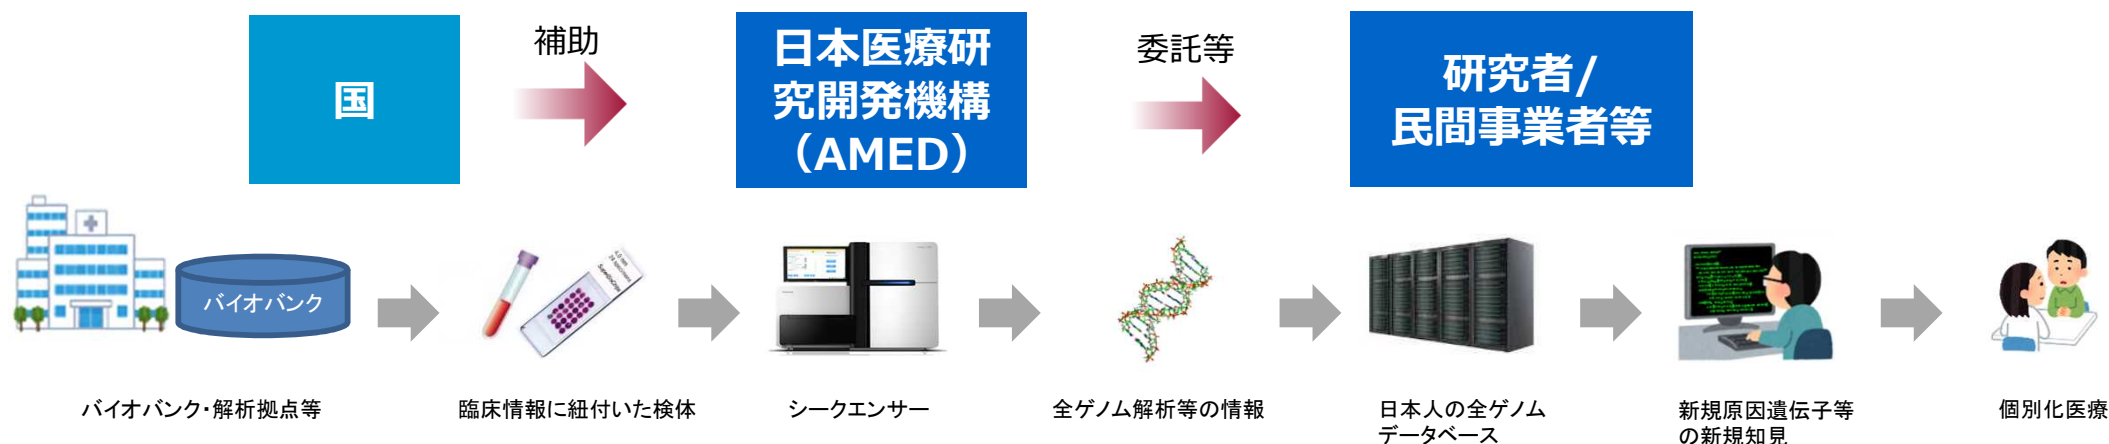 国
補助
日本医療研
究開発機構
（AMED）
委託等
研究者/
民間事業者等
バイオバンク
バイオバンク・解析拠点等
臨床情報に紐付いた検体
シークエンサー
全ゲノム解析等の情報
日本人の全ゲノム
データベース
新規原因遺伝子等
の新規知見
個別化医療